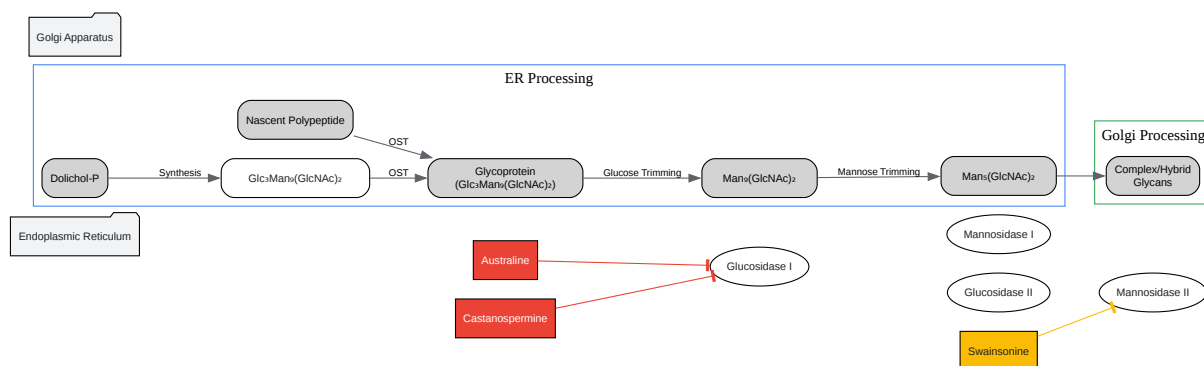 Golgi Apparatus
ER Processing
Nascent Polypeptide
OST
Golgi Processing
Dolichol-P
Synthesis
Glc₃Man₉(GlcNAc)₂
OST
Glycoprotein
(Glc₃Man₉(GlcNAc)₂)
Glucose Trimming
Man₉(GlcNAc)₂
Mannose Trimming
Man₅(GlcNAc)₂
Complex/Hybrid
Glycans
Endoplasmic Reticulum
Mannosidase I
Australine
Glucosidase I
Glucosidase II
Mannosidase II
Castanospermine
Swainsonine